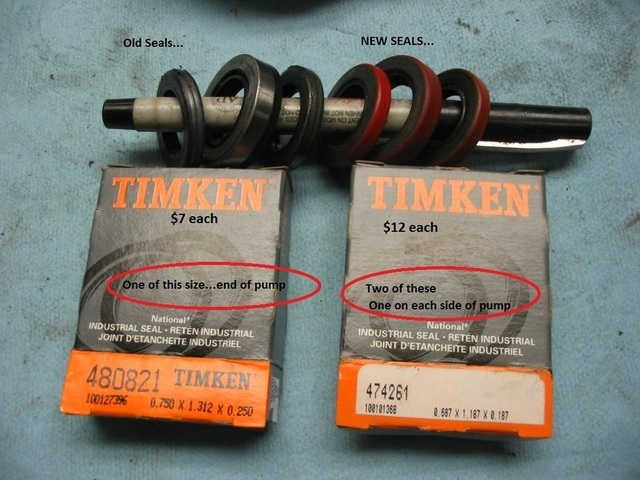 Old Seals...
NEW SEALS...
TIMKEN
$7 each
One of this size...end of pump
National
INDUSTRIAL SEAL • RETEN INDUSTRIAL
JOINT D'ETANCHEITE INDUSTRIEL
480821 TIMKEN
100127396 0.750 X 1.312 X 0.250
TIMKEN
$12 each
Two of these
One on each side of pump
National
INDUSTRIAL SEAL • RETEN INDUSTRIAL
JOINT D'ETANCHEITE INDUSTRIEL
474261
100101368 0.687 X 1.187 X 0.187